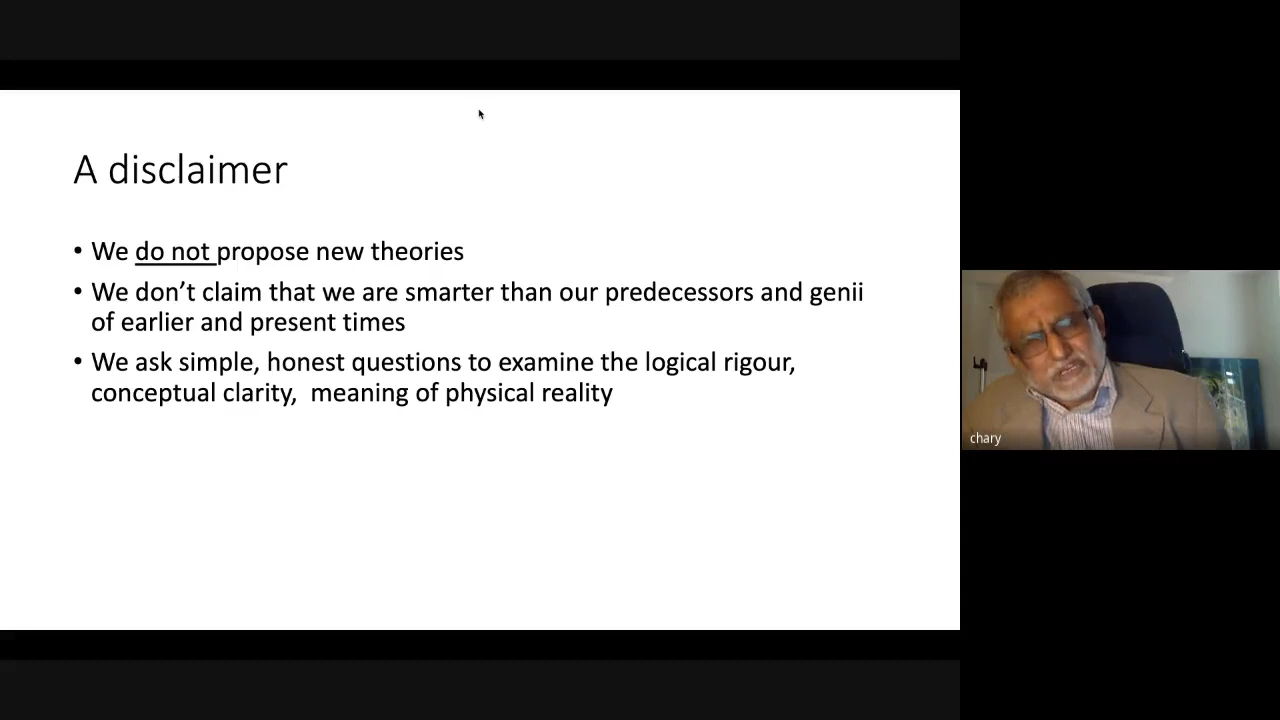 A disclaimer
• We do not propose new theories
• We don’t claim that we are smarter than our predecessors and genii
of earlier and present times
• We ask simple, honest questions to examine the logical rigour,
conceptual clarity,  meaning of physical reality
chary